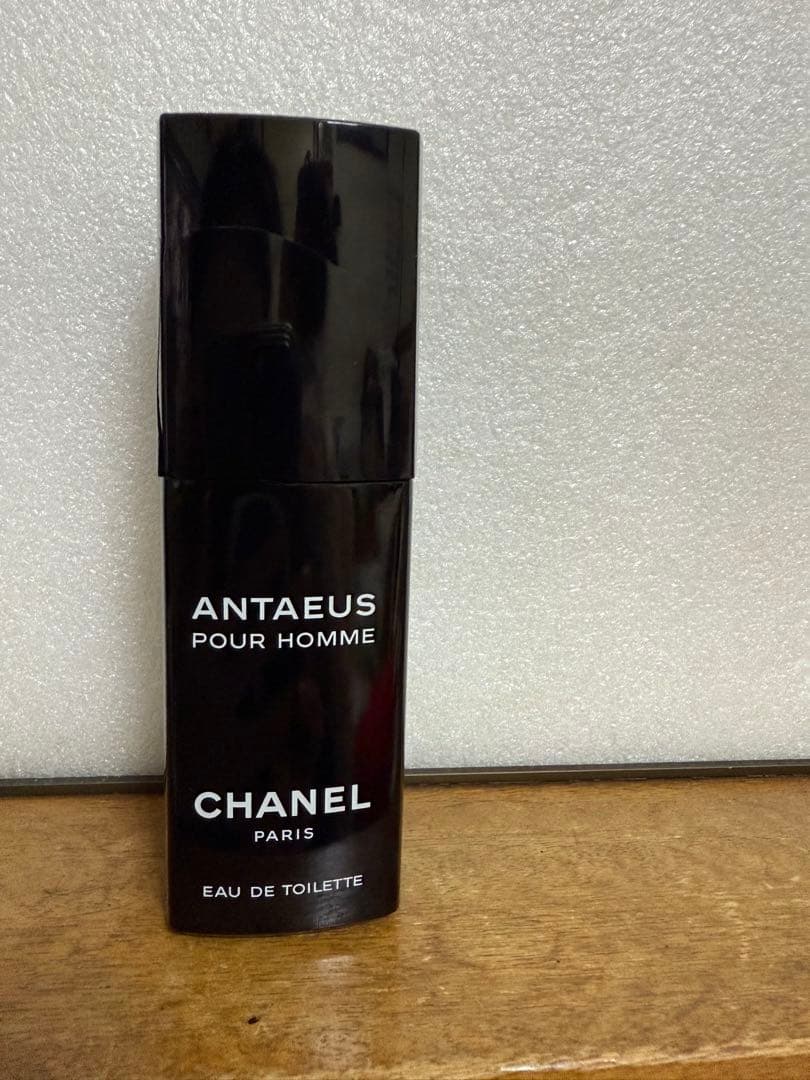 ANTAEUS
POUR HOMME
CHANEL
PARIS
EAU DE TOILETTE